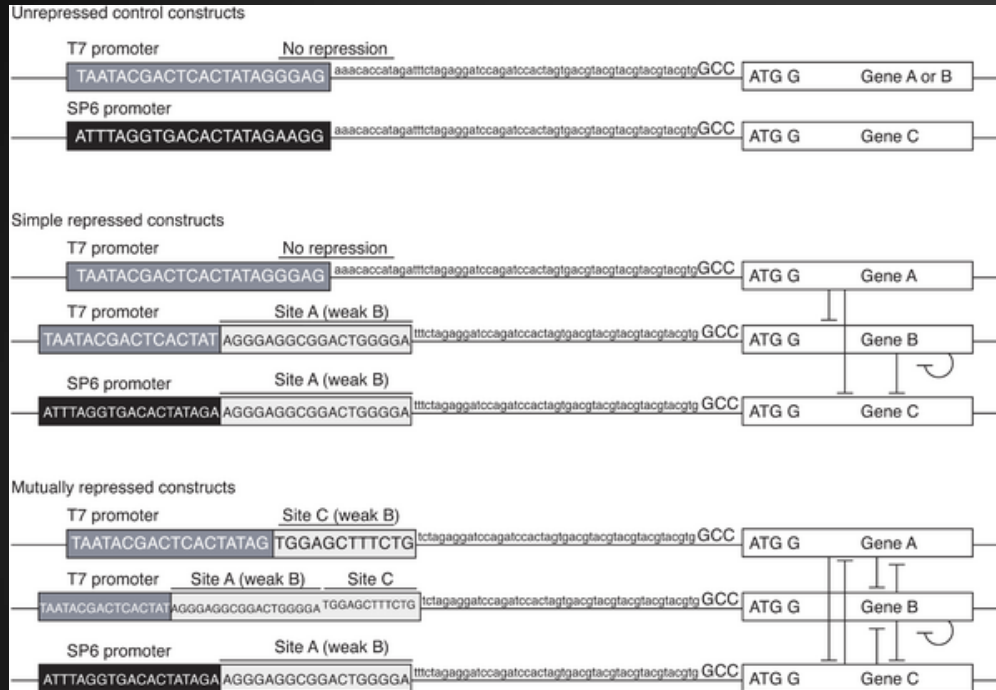 Unrepressed control constructs
T7 promoter No repression
TAATACGACTCACTATAGGGAG aaacaccatagatttctagaggatccagatccactagtgacgtacgtacgtacgtacgtgGCC ATG G Gene A or B
SP6 promoter
ATTTAGGTGACACTATAGAAGG aaacaccatagatttctagaggatccagatccactagtgacgtacgtacgtacgtacgtgGCC ATG G Gene C
Simple repressed constructs
T7 promoter No repression
TAATACGACTCACTATAGGGAG aaacaccatagatttctagaggatccagatccactagtgacgtacgtacgtacgtacgtgGCC ATG G Gene A
T7 promoter Site A (weak B)
TAATACGACTCACTAT AGGGAGGCGGACTGGGGA tttctagaggatccagatccactagtgacgtacgtacgtacgtacgtg GCC ATG G Gene B
SP6 promoter Site A (weak B)
ATTTAGGTGACACTATAGA AGGGAGGCGGACTGGGGA tttctagaggatccagatccactagtgacgtacgtacgtacgtacgtg GCC ATG G Gene C
Mutually repressed constructs
T7 promoter Site C (weak B)
TAATACGACTCACTATAG TGGAGCTTTCTG tctagaggatccagatccactagtgacgtacgtacgtacgtacgtg GCC ATG G Gene A
T7 promoter Site A (weak B) Site C
TAATACGACTCACTAT AGGGAGGCGGACTGGGGA TGGAGCTTTCTG tctagaggatccagatccactagtgacgtacgtacgtacgtacgtg GCC ATG G Gene B
SP6 promoter Site A (weak B)
ATTTAGGTGACACTATAGA AGGGAGGCGGACTGGGGA tttctagaggatccagatccactagtgacgtacgtacgtacgtacgtg GCC ATG G Gene C